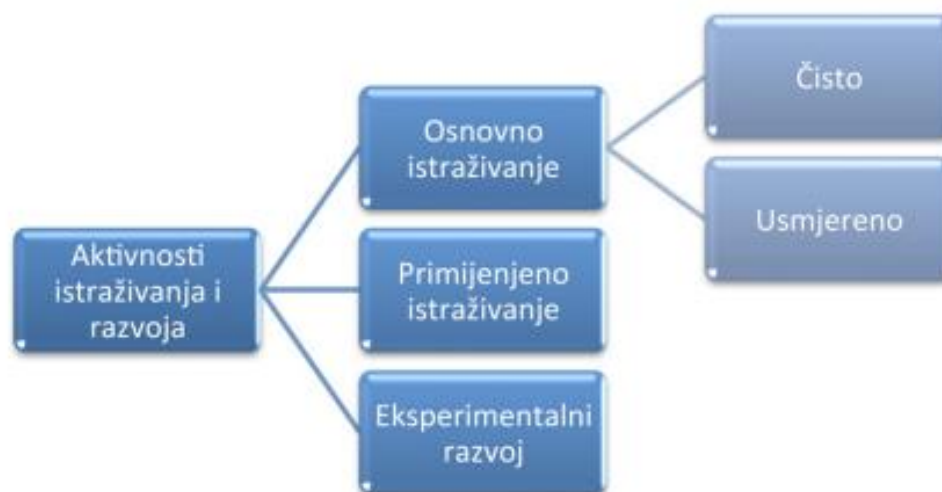 Aktivnosti
istraživanja i
razvoja
Osnovno
istraživanje
Primijenjeno
istraživanje
Eksperimentalni
razvoj
Čisto
Usmjereno